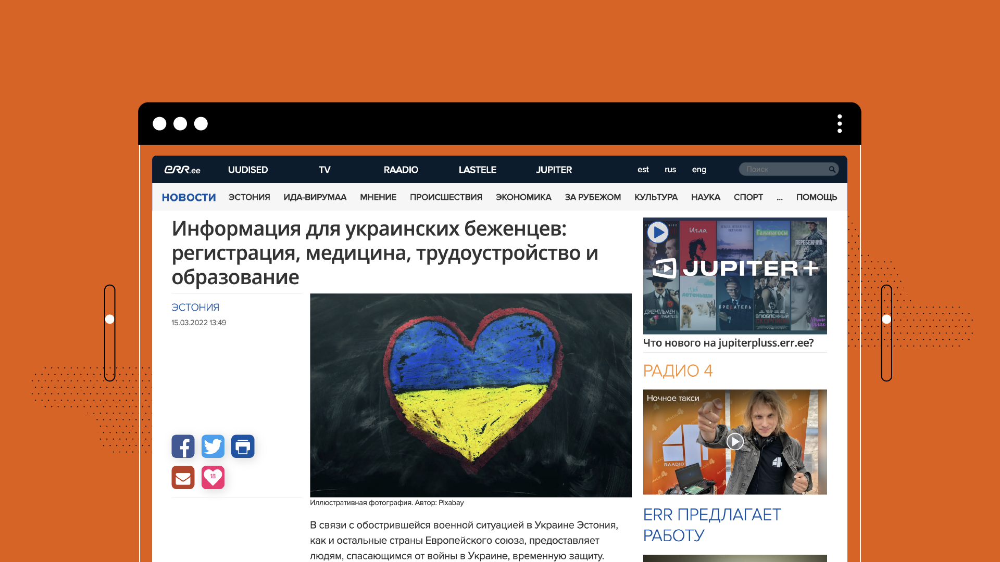 err.ee UUDISED TV RAADIO LASTELE JUPITER est rus eng Поиск
НОВОСТИ ЭСТОНИЯ ИДА-ВИРУМАА МНЕНИЕ ПРОИСШЕСТВИЯ ЭКОНОМИКА ЗА РУБЕЖОМ КУЛЬТУРА НАУКА СПОРТ ... ПОМОЩЬ
Информация для украинских беженцев:
регистрация, медицина, трудоустройство и
образование
ЭСТОНИЯ
15.03.2022 13:49
18
Иллюстративная фотография. Автор: Pixabay
В связи с обострившейся военной ситуацией в Украине Эстония,
как и остальные страны Европейского союза, предоставляет
людям, спасающимся от войны в Украине, временную защиту.
Игла
Галапагосы
ПЕРЕБЕЖЧИК
JUPITER +
ДЖЕНТЛЬМЕН
ГРАБИТЕЛЬ
ТВЫЕ
ЛЕТЕНЫШИ
ПРЕДАТЕЛЬ
ВЛЮБЛЕННЫЙ
СКОРПИОН
Что нового на jupiterpluss.err.ee?
РАДИО 4
Ночное такси
RAADIO
4
ERR ПРЕДЛАГАЕТ
РАБОТУ